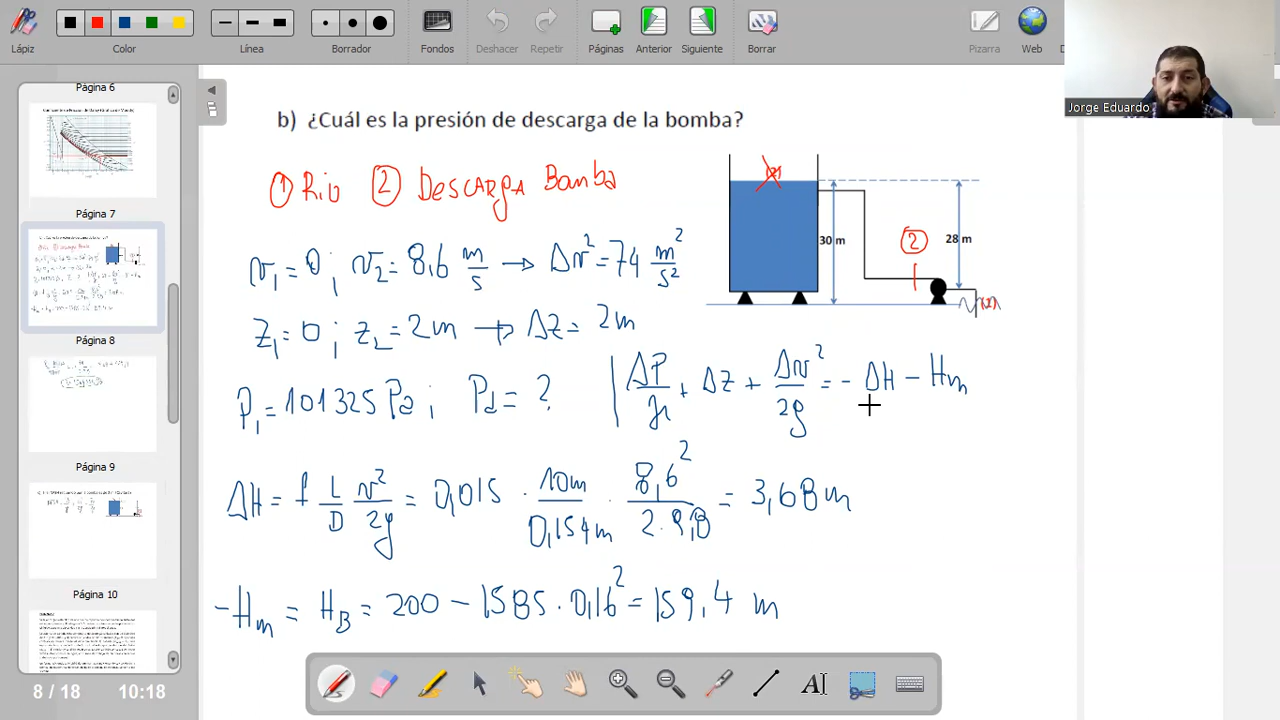 Lápiz
Color
Línea
Borrador
Fondos
Deshacer
Repetir
Páginas
Anterior
Siguiente
Borrar
Pizarra
Web
Jorge Eduardo
Página 6
Página 7
Página 8
Página 9
Página 10
8 / 18
10:18
b) ¿Cuál es la presión de descarga de la bomba?
① Rio ② Descarga Bomba
30 m
28 m
②
v₁ = 0 ; v₂ = 8,6 m/s → Δv² = 74 m²/s²
z₁ = 0 ; z₂ = 2m → Δz = 2m
P₁ = 101325 Pa ; Pd = ?
ΔP/γ + Δz + Δv²/2g = - ΔH - Hm
ΔH = f L/D v²/2g = 0,015 · 10m/0,154m · 8,6²/2·9,8 = 3,68 m
-Hm = HB = 200 - 1585 · 0,16² = 159,4 m